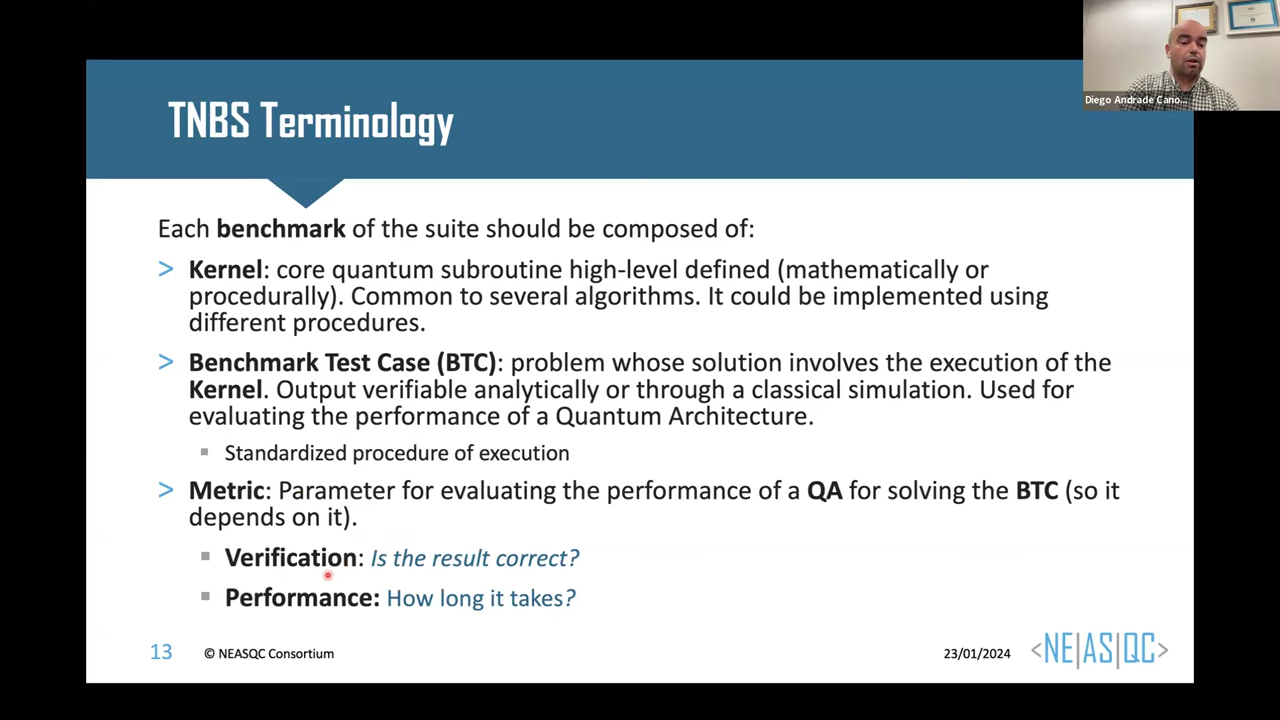 Diego Andrade Cano...
TNBS Terminology
Each benchmark of the suite should be composed of:
> Kernel: core quantum subroutine high-level defined (mathematically or
procedurally). Common to several algorithms. It could be implemented using
different procedures.
> Benchmark Test Case (BTC): problem whose solution involves the execution of the
Kernel. Output verifiable analytically or through a classical simulation. Used for
evaluating the performance of a Quantum Architecture.
▪ Standardized procedure of execution
> Metric: Parameter for evaluating the performance of a QA for solving the BTC (so it
depends on it).
▪ Verification: Is the result correct?
▪ Performance: How long it takes?
13 © NEASQC Consortium 23/01/2024 <NE|AS|QC>